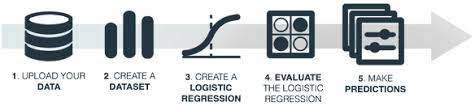 1. UPLOAD YOUR
DATA
2. CREATE A
DATASET
3. CREATE A
LOGISTIC
REGRESSION
4. EVALUATE
THE LOGISTIC
REGRESSION
5. MAKE
PREDICTIONS